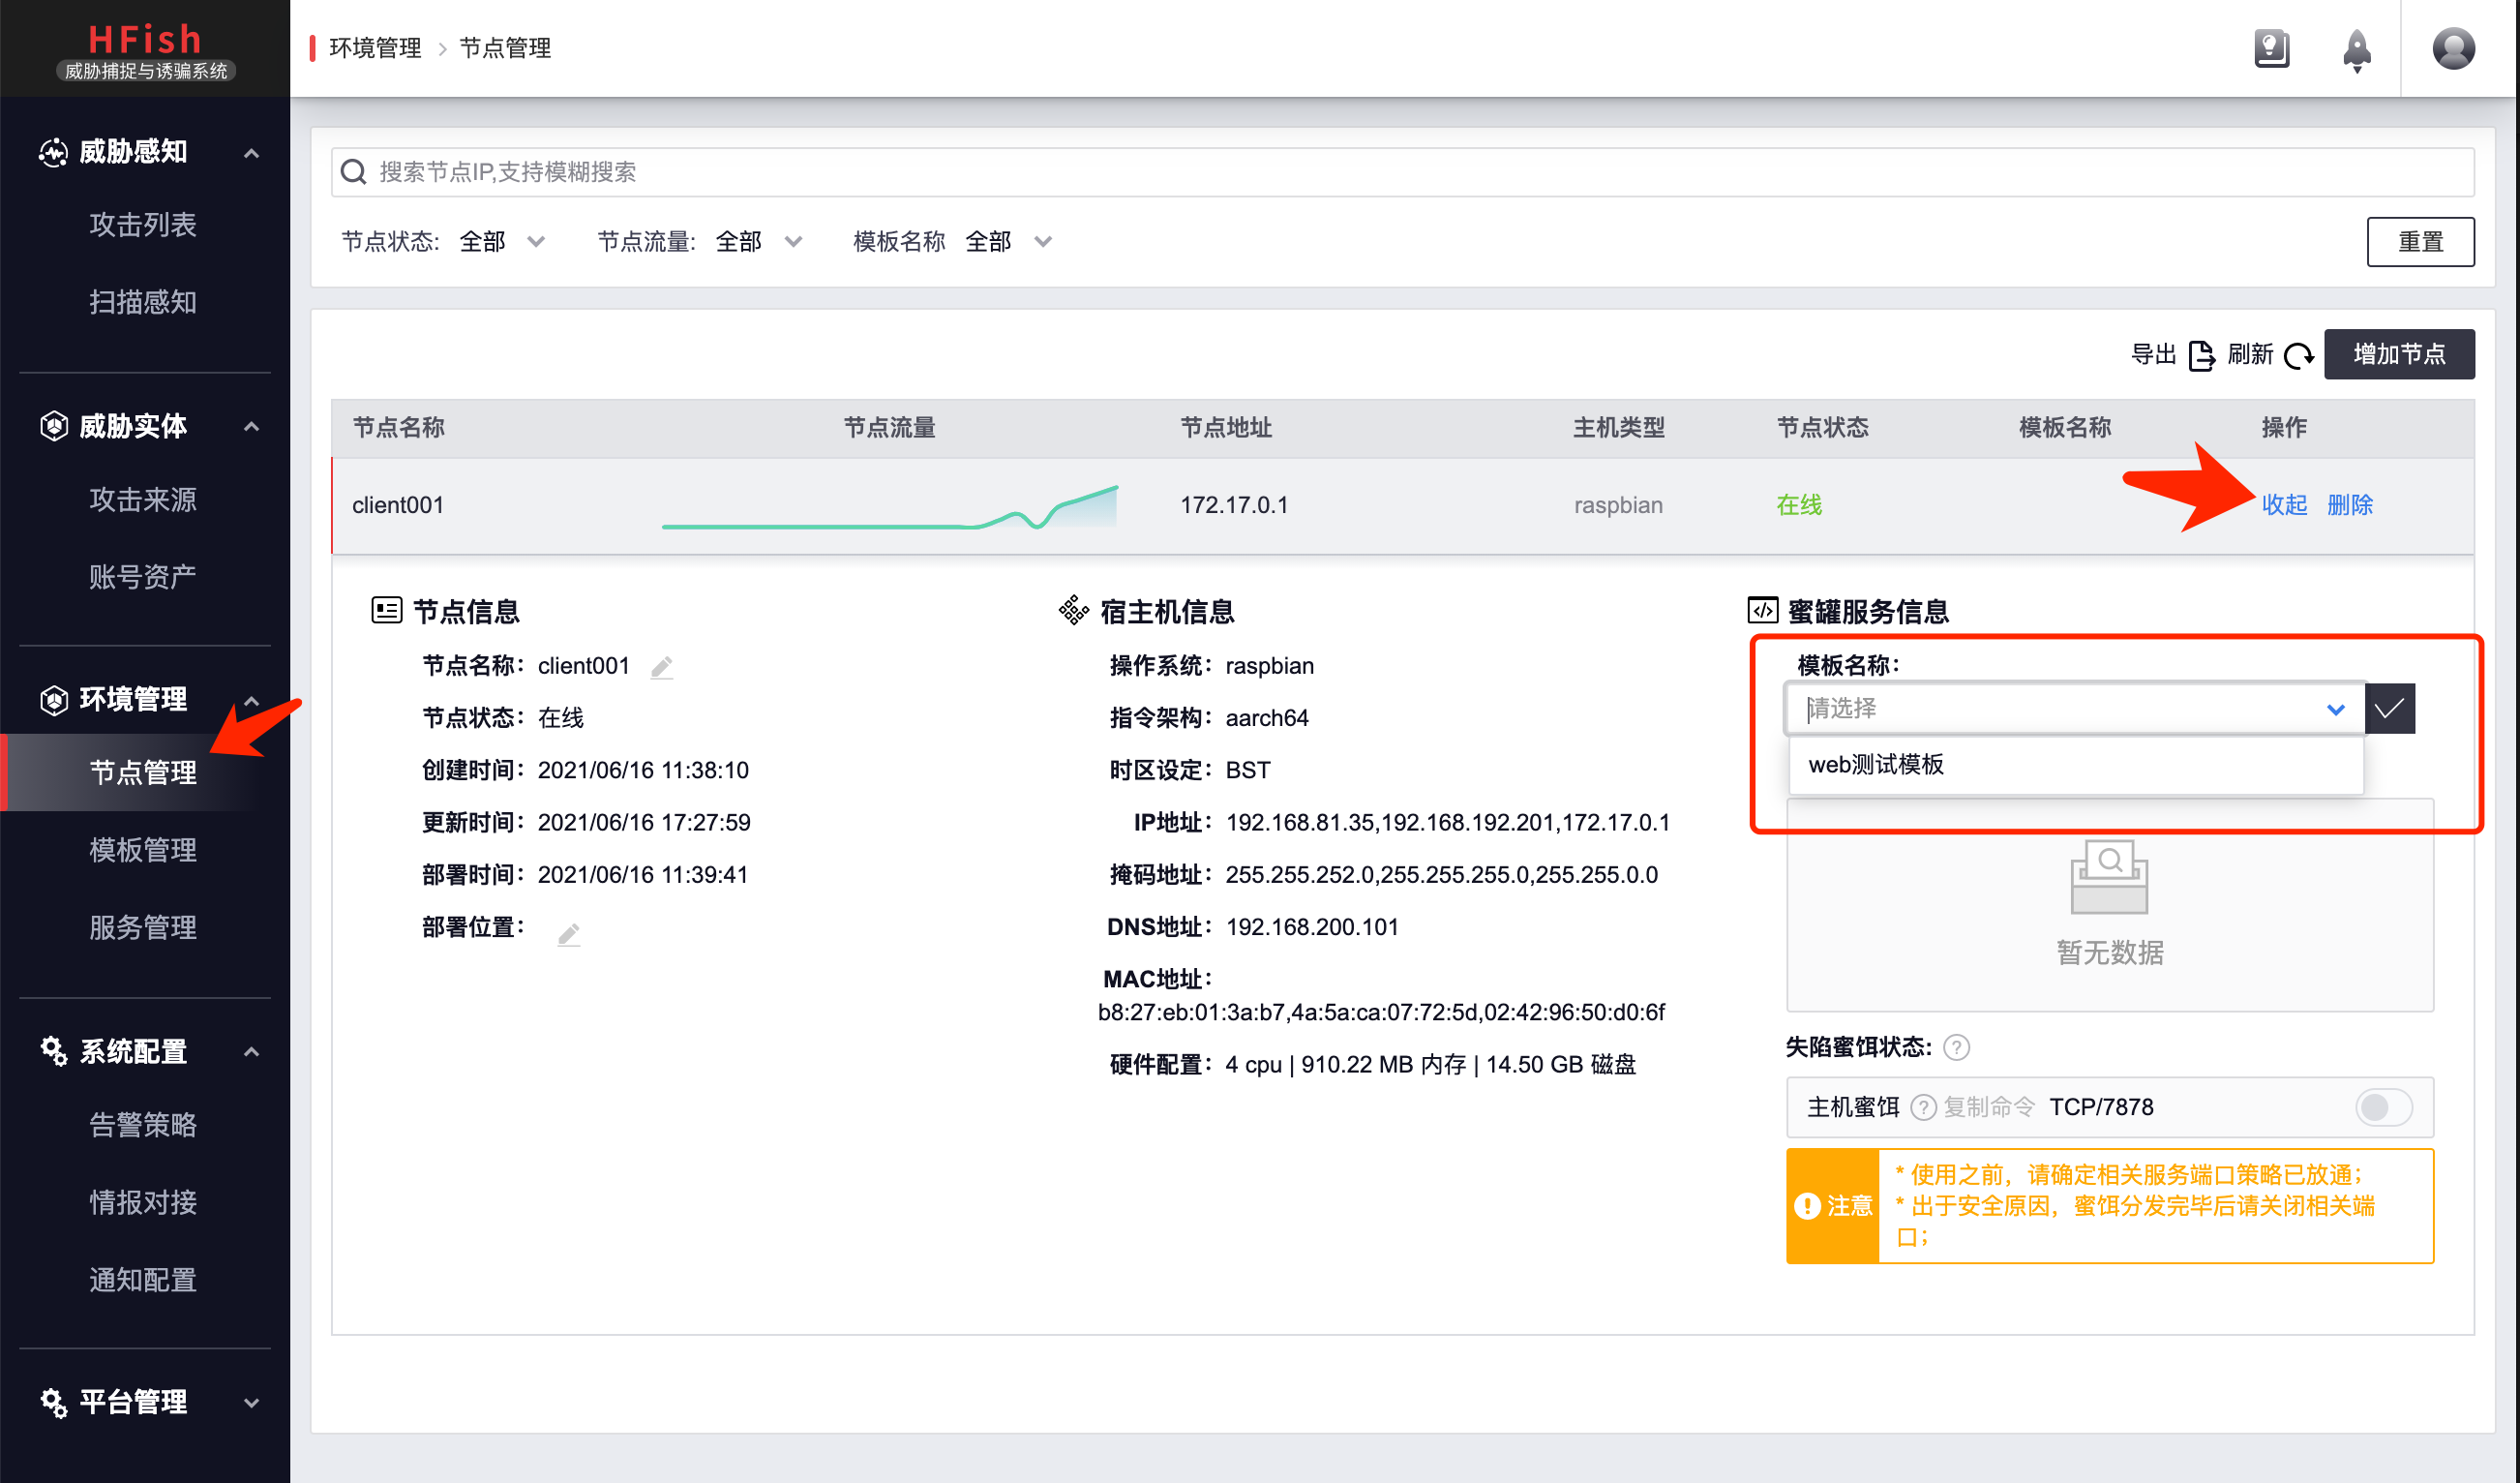 HFish
威胁捕捉与诱骗系统
环境管理 > 节点管理
威胁感知
攻击列表
扫描感知
威胁实体
攻击来源
账号资产
环境管理
节点管理
模板管理
服务管理
系统配置
告警策略
情报对接
通知配置
平台管理
搜索节点IP,支持模糊搜索
节点状态: 全部 节点流量: 全部 模板名称 全部 重置
导出 刷新 增加节点
节点名称 节点流量 节点地址 主机类型 节点状态 模板名称 操作
client001 172.17.0.1 raspbian 在线 收起 删除
节点信息
节点名称： client001
节点状态： 在线
创建时间： 2021/06/16 11:38:10
更新时间： 2021/06/16 17:27:59
部署时间： 2021/06/16 11:39:41
部署位置：
宿主机信息
操作系统： raspbian
指令架构： aarch64
时区设定： BST
IP地址： 192.168.81.35,192.168.192.201,172.17.0.1
掩码地址： 255.255.252.0,255.255.255.0,255.255.0.0
DNS地址： 192.168.200.101
MAC地址：
b8:27:eb:01:3a:b7,4a:5a:ca:07:72:5d,02:42:96:50:d0:6f
硬件配置： 4 cpu | 910.22 MB 内存 | 14.50 GB 磁盘
蜜罐服务信息
模板名称：
请选择
web测试模板
暂无数据
失陷蜜饵状态: ?
主机蜜饵 ? 复制命令 TCP/7878
! 注意
* 使用之前，请确定相关服务端口策略已放通；
* 出于安全原因，蜜饵分发完毕后请关闭相关端
口；